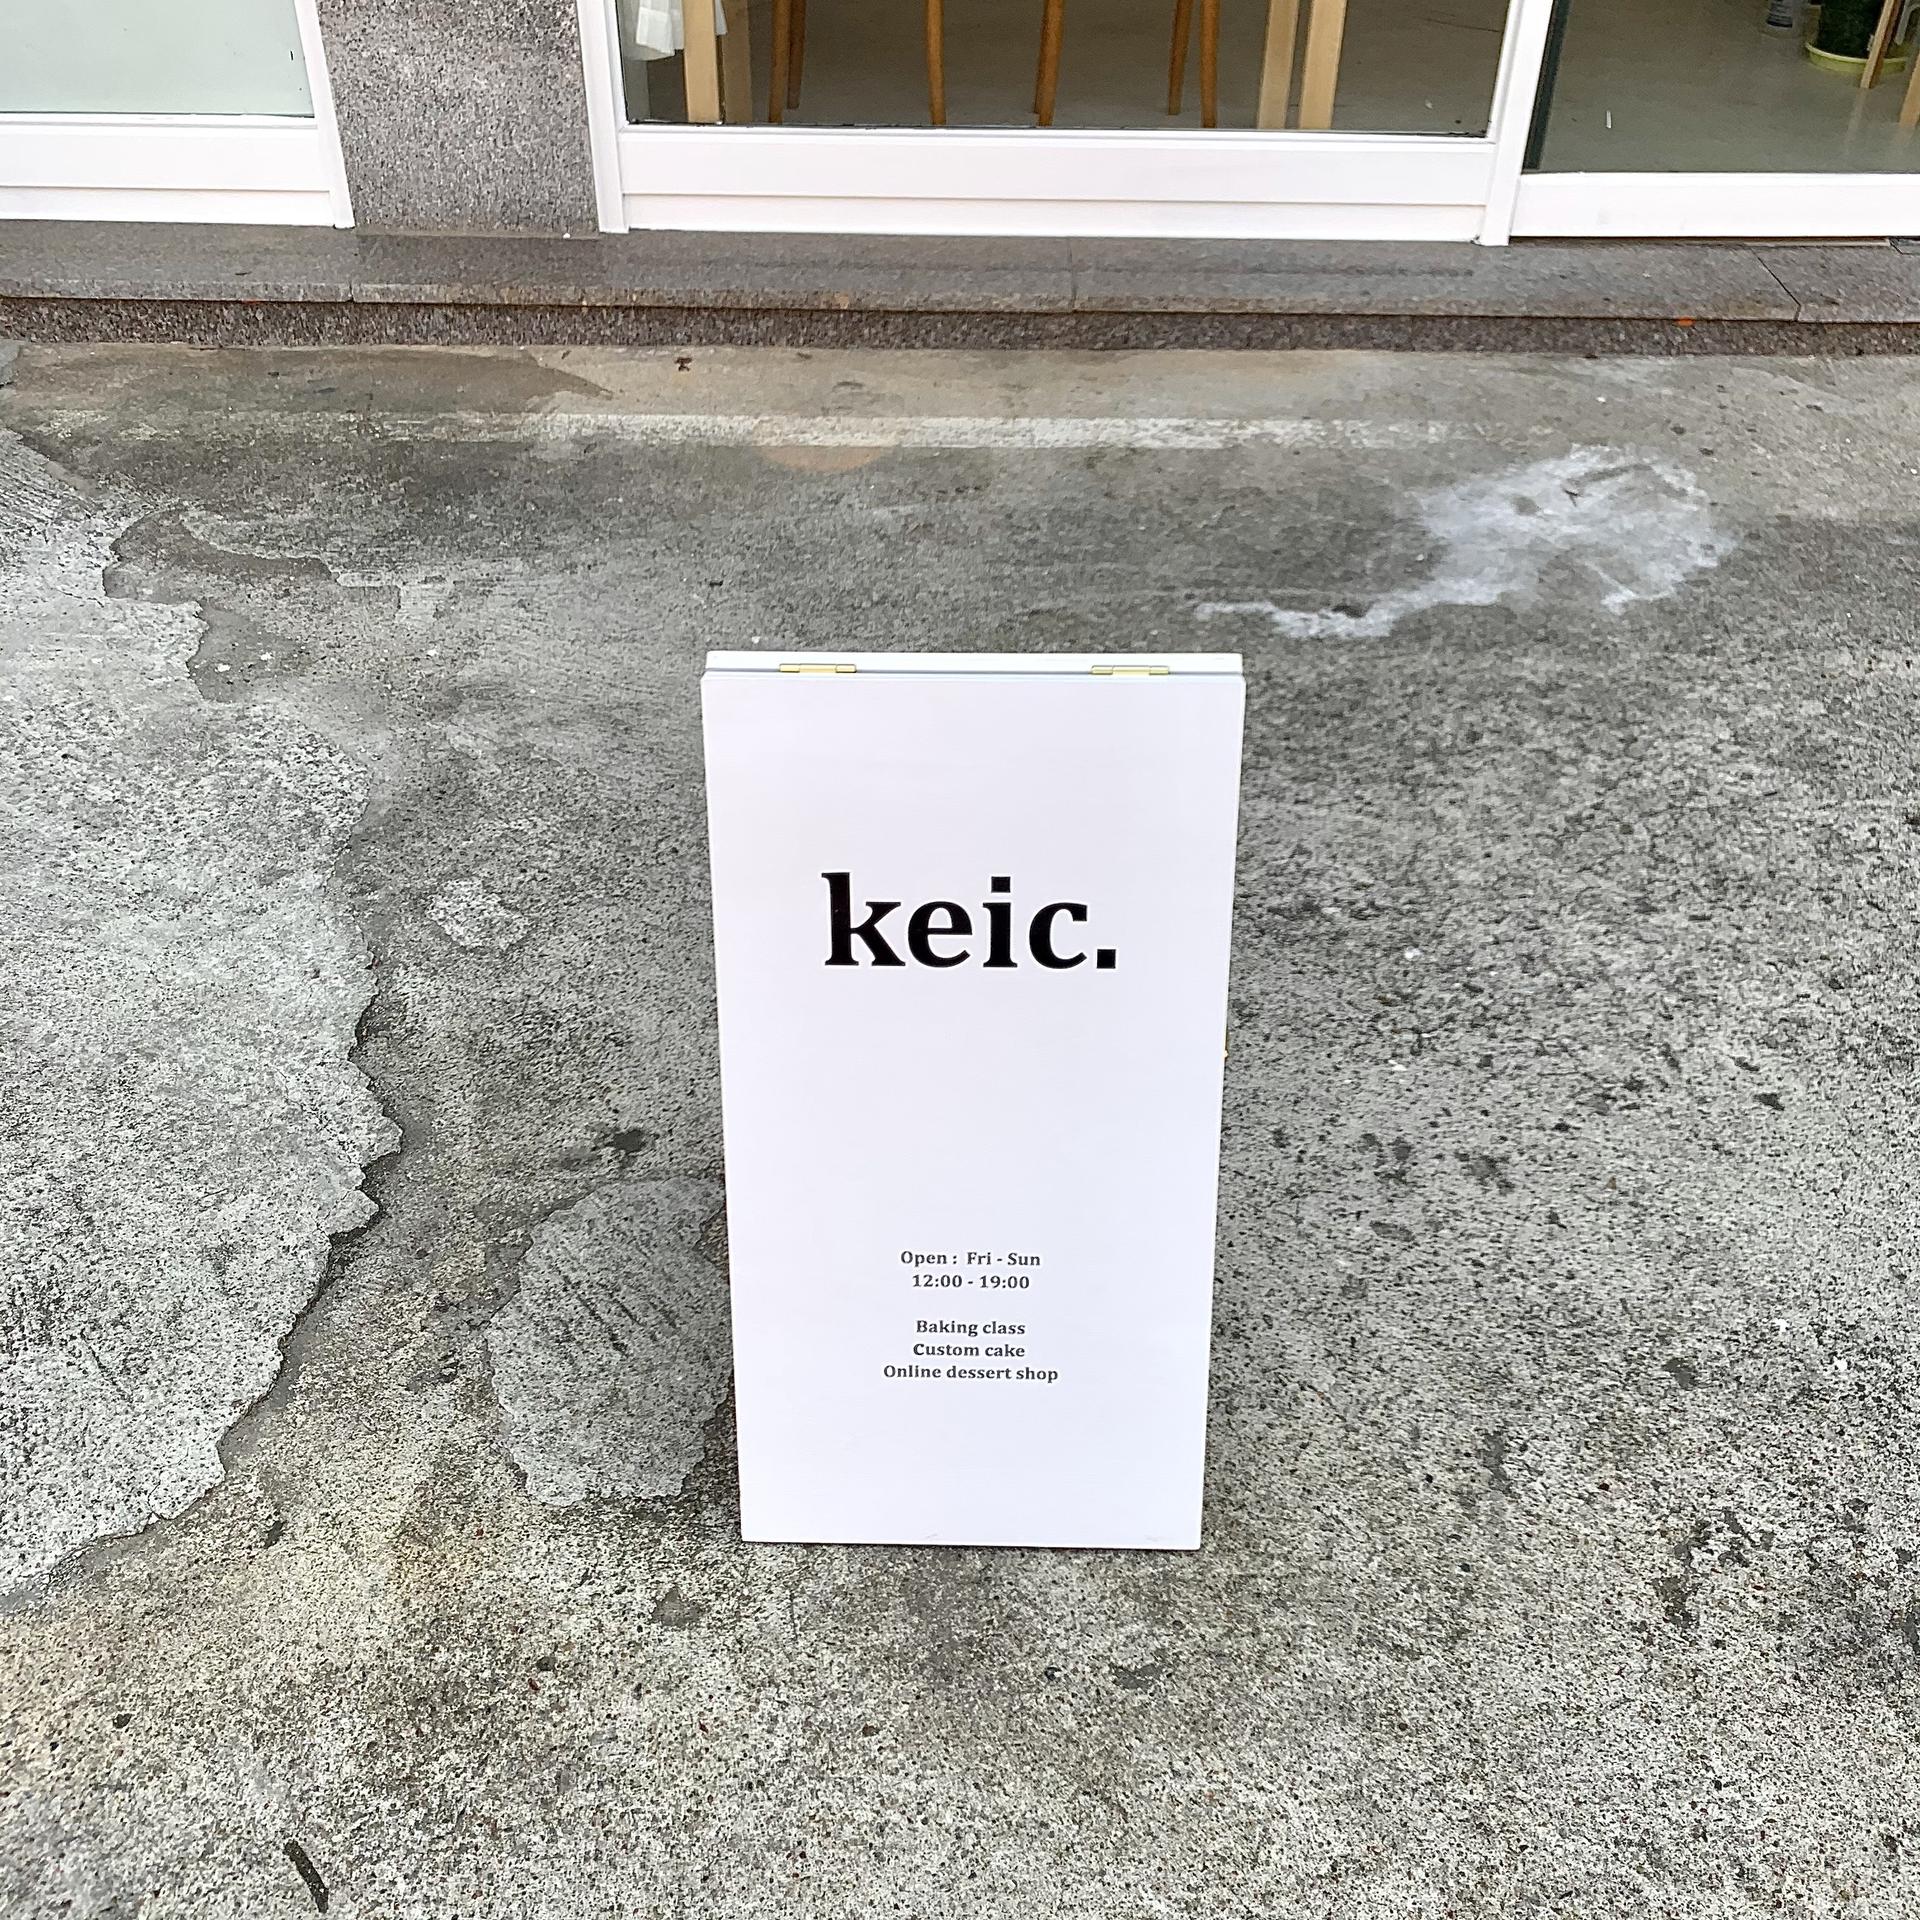 keic.
Open : Fri - Sun
12:00 - 19:00
Baking class
Custom cake
Online dessert shop